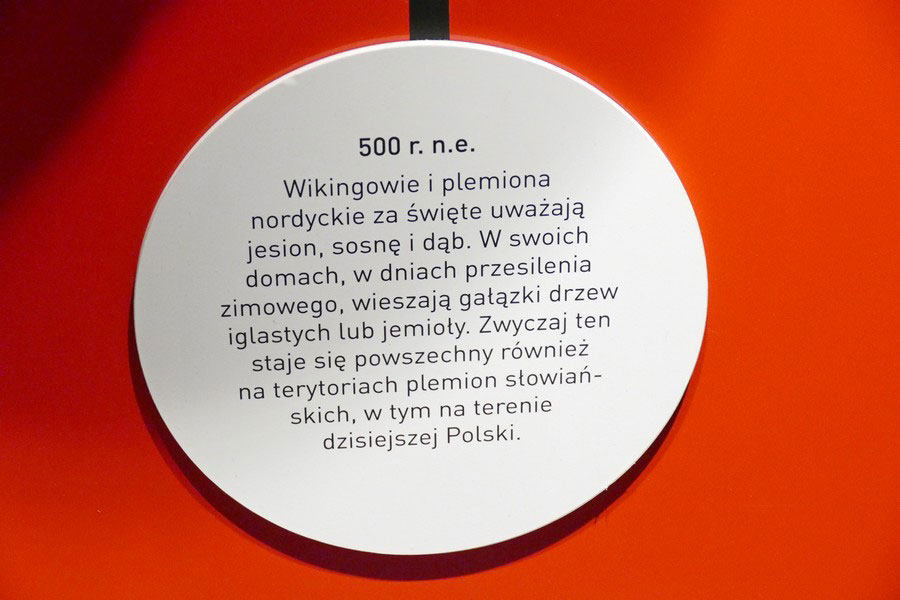 500 r. n.e.
Wikingowie i plemiona
nordyckie za święte uważają
jesion, sosnę i dąb. W swoich
domach, w dniach przesilenia
zimowego, wieszają gałązki drzew
iglastych lub jemioły. Zwyczaj ten
staje się powszechny również
na terytoriach plemion słowiań-
skich, w tym na terenie
dzisiejszej Polski.